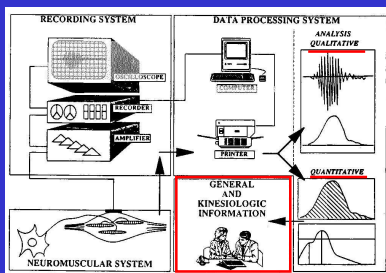 RECORDING SYSTEM
OSCILLOSCOPE
RECORDER
AMPLIFIER
NEUROMUSCULAR SYSTEM
DATA PROCESSING SYSTEM
COMPUTER
PRINTER
GENERAL
AND
KINESIOLOGIC
INFORMATION
ANALYSIS
QUALITATIVE
QUANTITATIVE